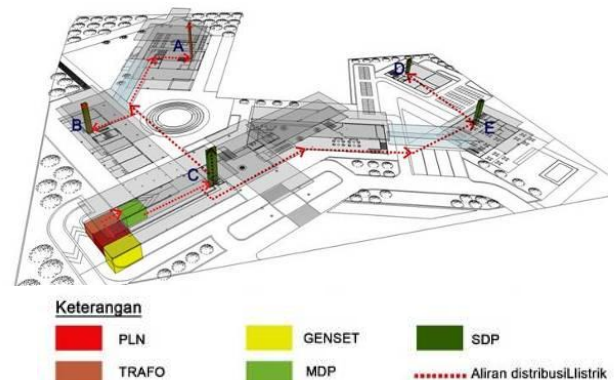 A
B
C
D
E
Keterangan
PLN
GENSET
SDP
TRAFO
MDP
Aliran distribusiLlistrik